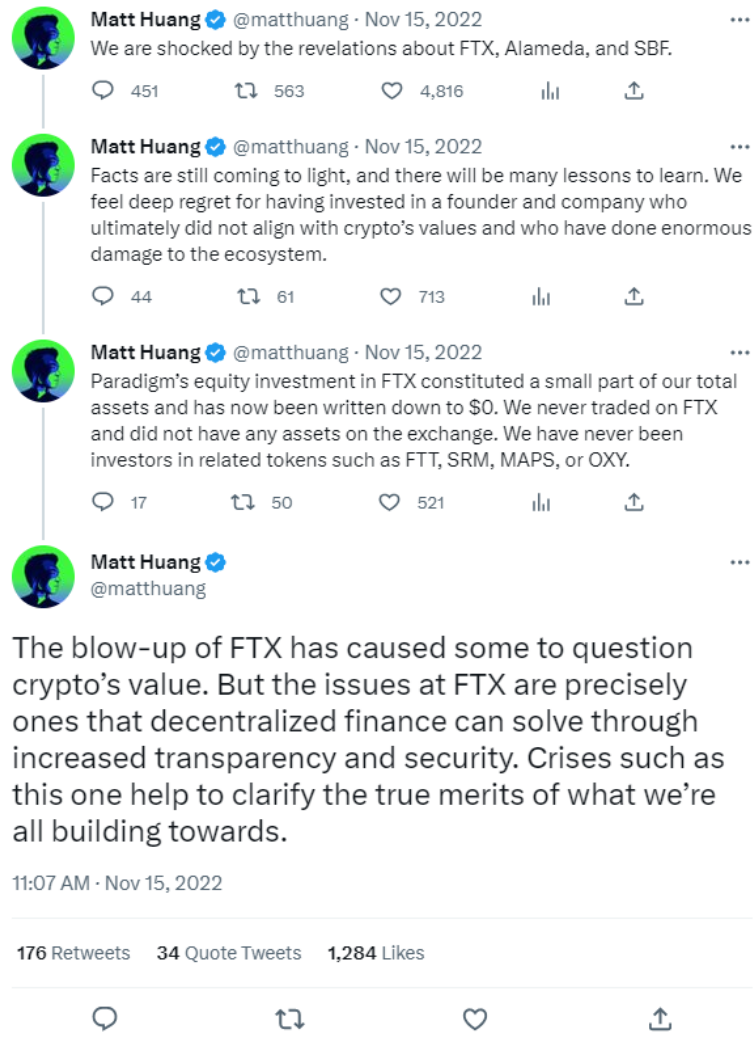 Matt Huang @matthuang · Nov 15, 2022
We are shocked by the revelations about FTX, Alameda, and SBF.
451 563 4,816
Matt Huang @matthuang · Nov 15, 2022
Facts are still coming to light, and there will be many lessons to learn. We
feel deep regret for having invested in a founder and company who
ultimately did not align with crypto’s values and who have done enormous
damage to the ecosystem.
44 61 713
Matt Huang @matthuang · Nov 15, 2022
Paradigm’s equity investment in FTX constituted a small part of our total
assets and has now been written down to $0. We never traded on FTX
and did not have any assets on the exchange. We have never been
investors in related tokens such as FTT, SRM, MAPS, or OXY.
17 50 521
Matt Huang
@matthuang
The blow-up of FTX has caused some to question
crypto’s value. But the issues at FTX are precisely
ones that decentralized finance can solve through
increased transparency and security. Crises such as
this one help to clarify the true merits of what we’re
all building towards.
11:07 AM · Nov 15, 2022
176 Retweets 34 Quote Tweets 1,284 Likes